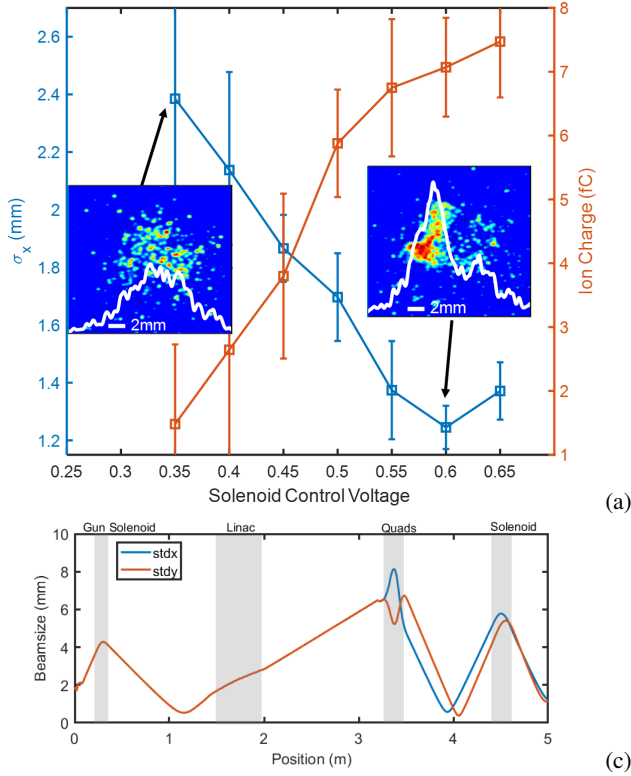 2.6
2.4
2.2
2
1.8
1.6
1.4
1.2
σx (mm)
8
7
6
5
4
3
2
1
Ion Charge (fC)
2mm
2mm
0.25 0.3 0.35 0.4 0.45 0.5 0.55 0.6 0.65
Solenoid Control Voltage
(a)
Gun Solenoid Linac Quads Solenoid
10
8
6
4
2
0
Beamsize (mm)
stdx
stdy
0 1 2 3 4 5
Position (m)
(c)